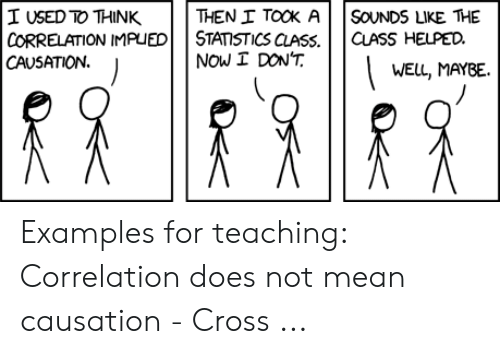 I USED TO THINK
CORRELATION IMPLIED
CAUSATION.
THEN I TOOK A
STATISTICS CLASS.
NOW I DON'T.
SOUNDS LIKE THE
CLASS HELPED.
WELL, MAYBE.
Examples for teaching:
Correlation does not mean
causation - Cross ...